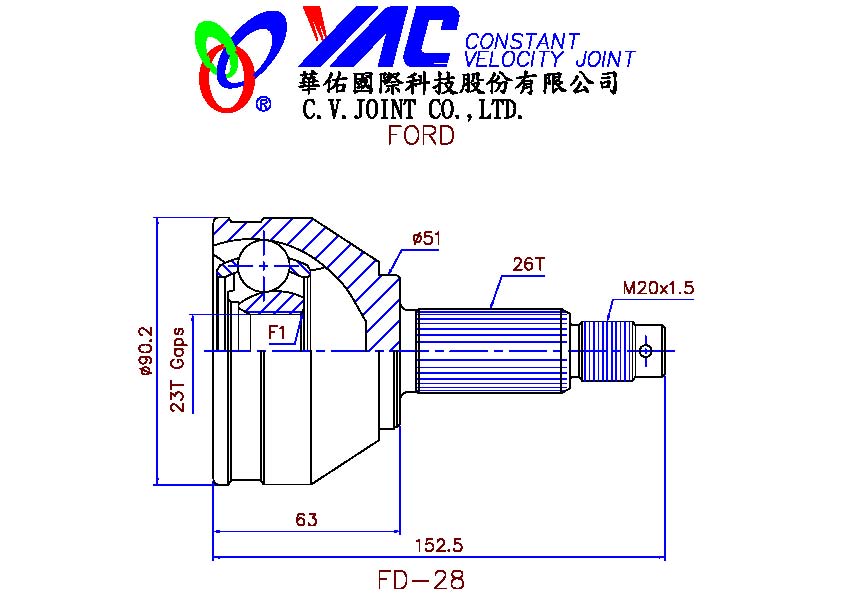 YAC
CONSTANT
VELOCITY JOINT
華佑國際科技股份有限公司
®
C.V.JOINT CO.,LTD.
FORD
ø51
26T
M20x1.5
ø90.2
23T Gaps
F1
63
152.5
FD-28